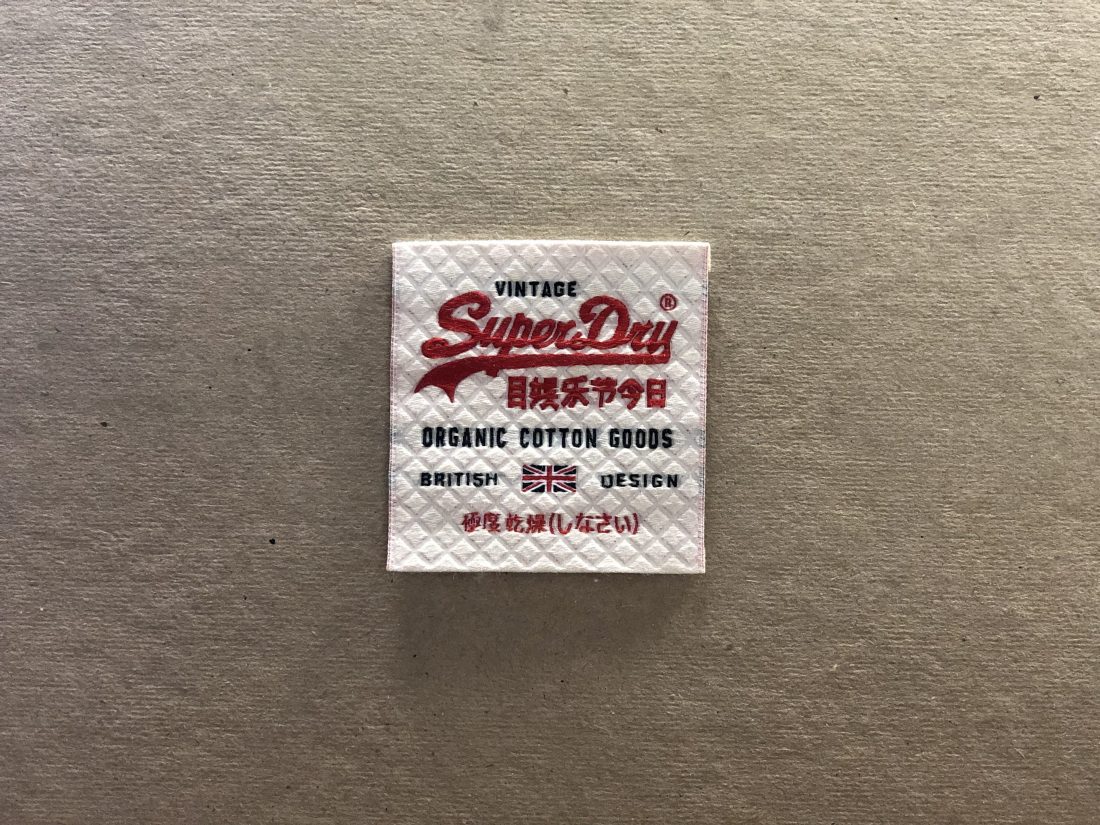 VINTAGE
SuperDry®
目娱乐节今日
ORGANIC COTTON GOODS
BRITISH DESIGN
極度乾燥(しなさい)